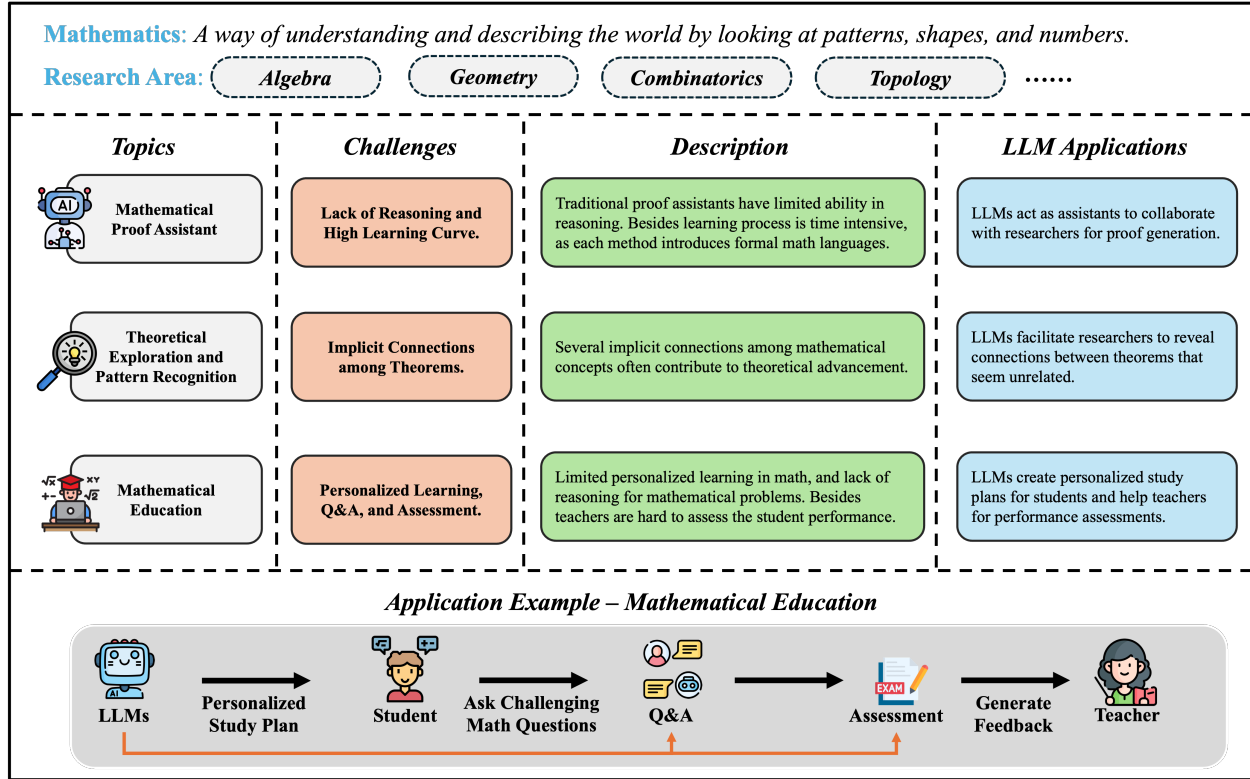 Mathematics: A way of understanding and describing the world by looking at patterns, shapes, and numbers.
Research Area: Algebra Geometry Combinatorics Topology ······
Topics Challenges Description LLM Applications
AI
Mathematical
Proof Assistant
Lack of Reasoning and
High Learning Curve.
Traditional proof assistants have limited ability in
reasoning. Besides learning process is time intensive,
as each method introduces formal math languages.
LLMs act as assistants to collaborate
with researchers for proof generation.
Theoretical
Exploration and
Pattern Recognition
Implicit Connections
among Theorems.
Several implicit connections among mathematical
concepts often contribute to theoretical advancement.
LLMs facilitate researchers to reveal
connections between theorems that
seem unrelated.
√x XY
+− √2
Mathematical
Education
Personalized Learning,
Q&A, and Assessment.
Limited personalized learning in math, and lack of
reasoning for mathematical problems. Besides
teachers are hard to assess the student performance.
LLMs create personalized study
plans for students and help teachers
for performance assessments.
Application Example – Mathematical Education
AI
LLMs
Personalized
Study Plan
Student
Ask Challenging
Math Questions
Q&A
EXAM
Assessment
Generate
Feedback
Teacher